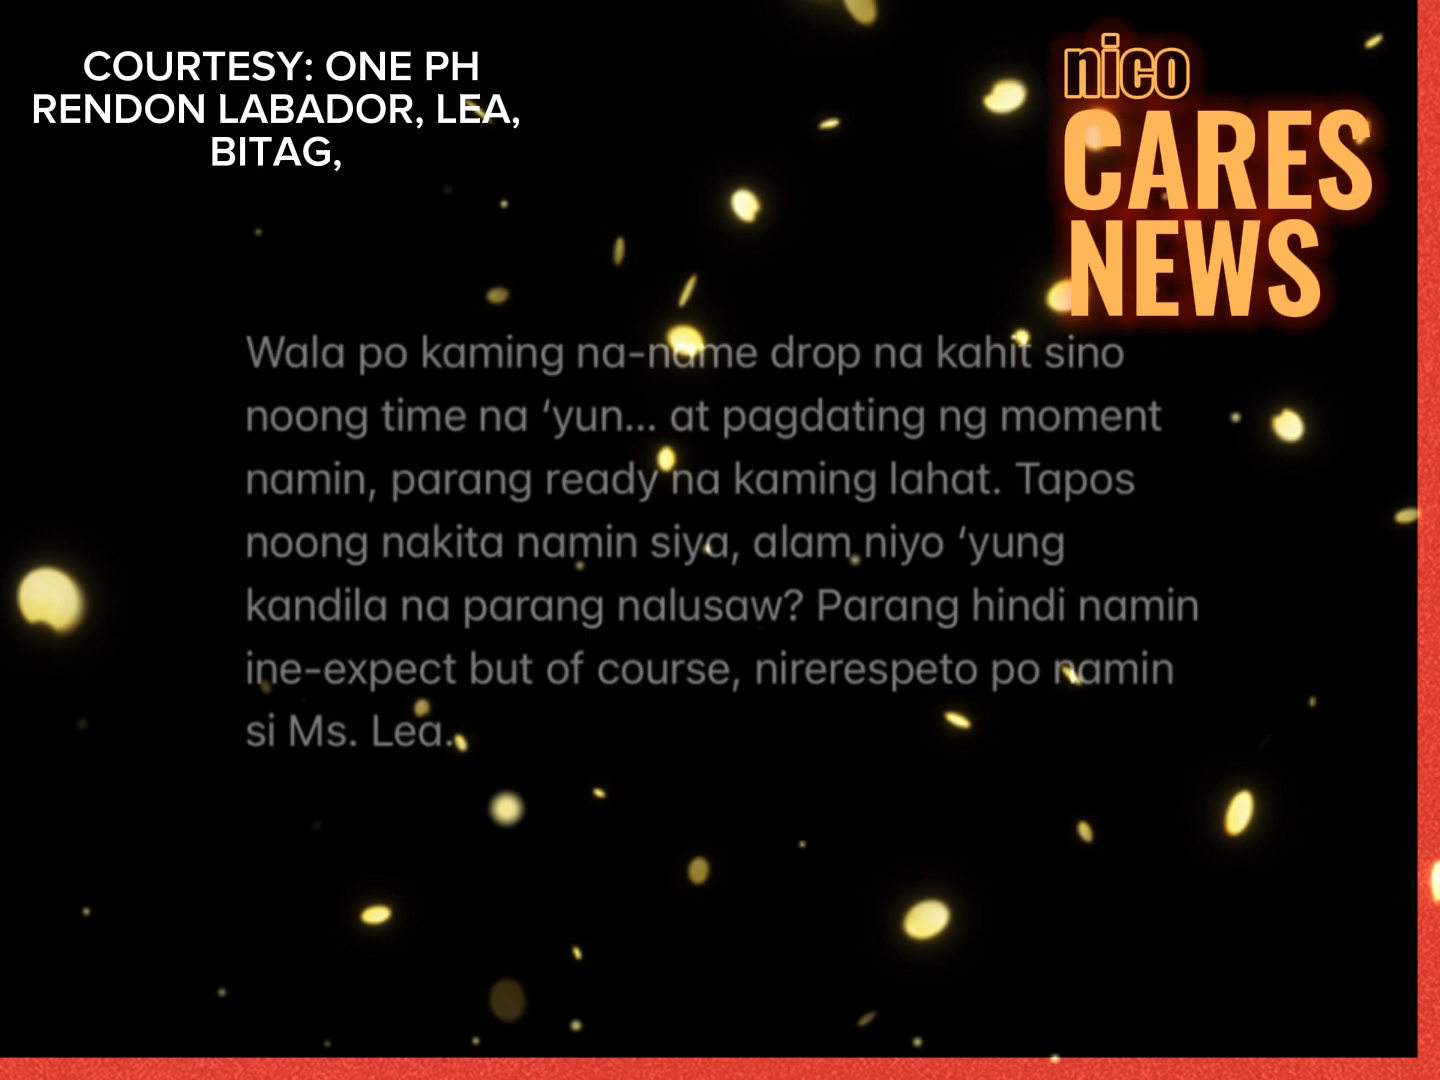 COURTESY: ONE PH
RENDON LABADOR, LEA,
BITAG,
nico
CARES
NEWS
Wala po kaming na-name drop na kahit sino
noong time na ‘yun... at pagdating ng moment
namin, parang ready na kaming lahat. Tapos
noong nakita namin siya, alam niyo ‘yung
kandila na parang nalusaw? Parang hindi namin
ine-expect but of course, nirerespeto po namin
si Ms. Lea.